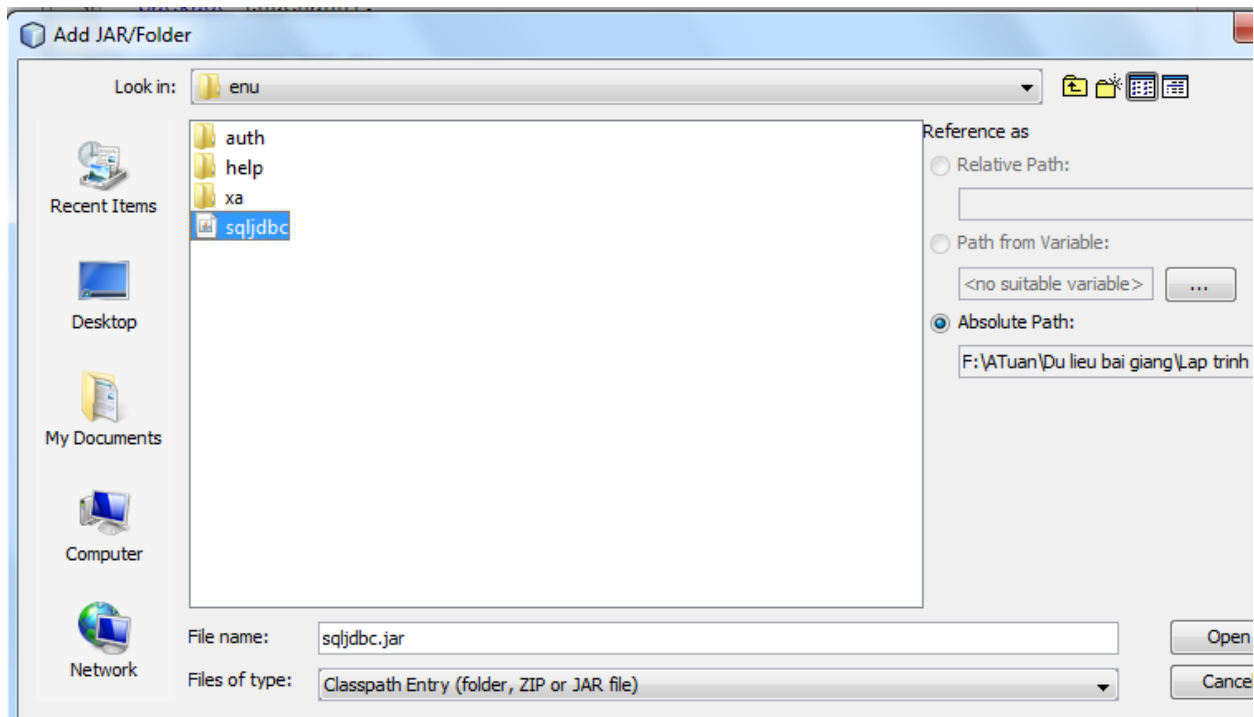 Add JAR/Folder
Look in: enu
auth
help
xa
sqljdbc
Recent Items
Desktop
My Documents
Computer
Network
Reference as
Relative Path:
Path from Variable:
<no suitable variable> ...
Absolute Path:
F:\ATuan\Du lieu bai giang\Lap trinh
File name: sqljdbc.jar
Open
Files of type: Classpath Entry (folder, ZIP or JAR file)
Cancel